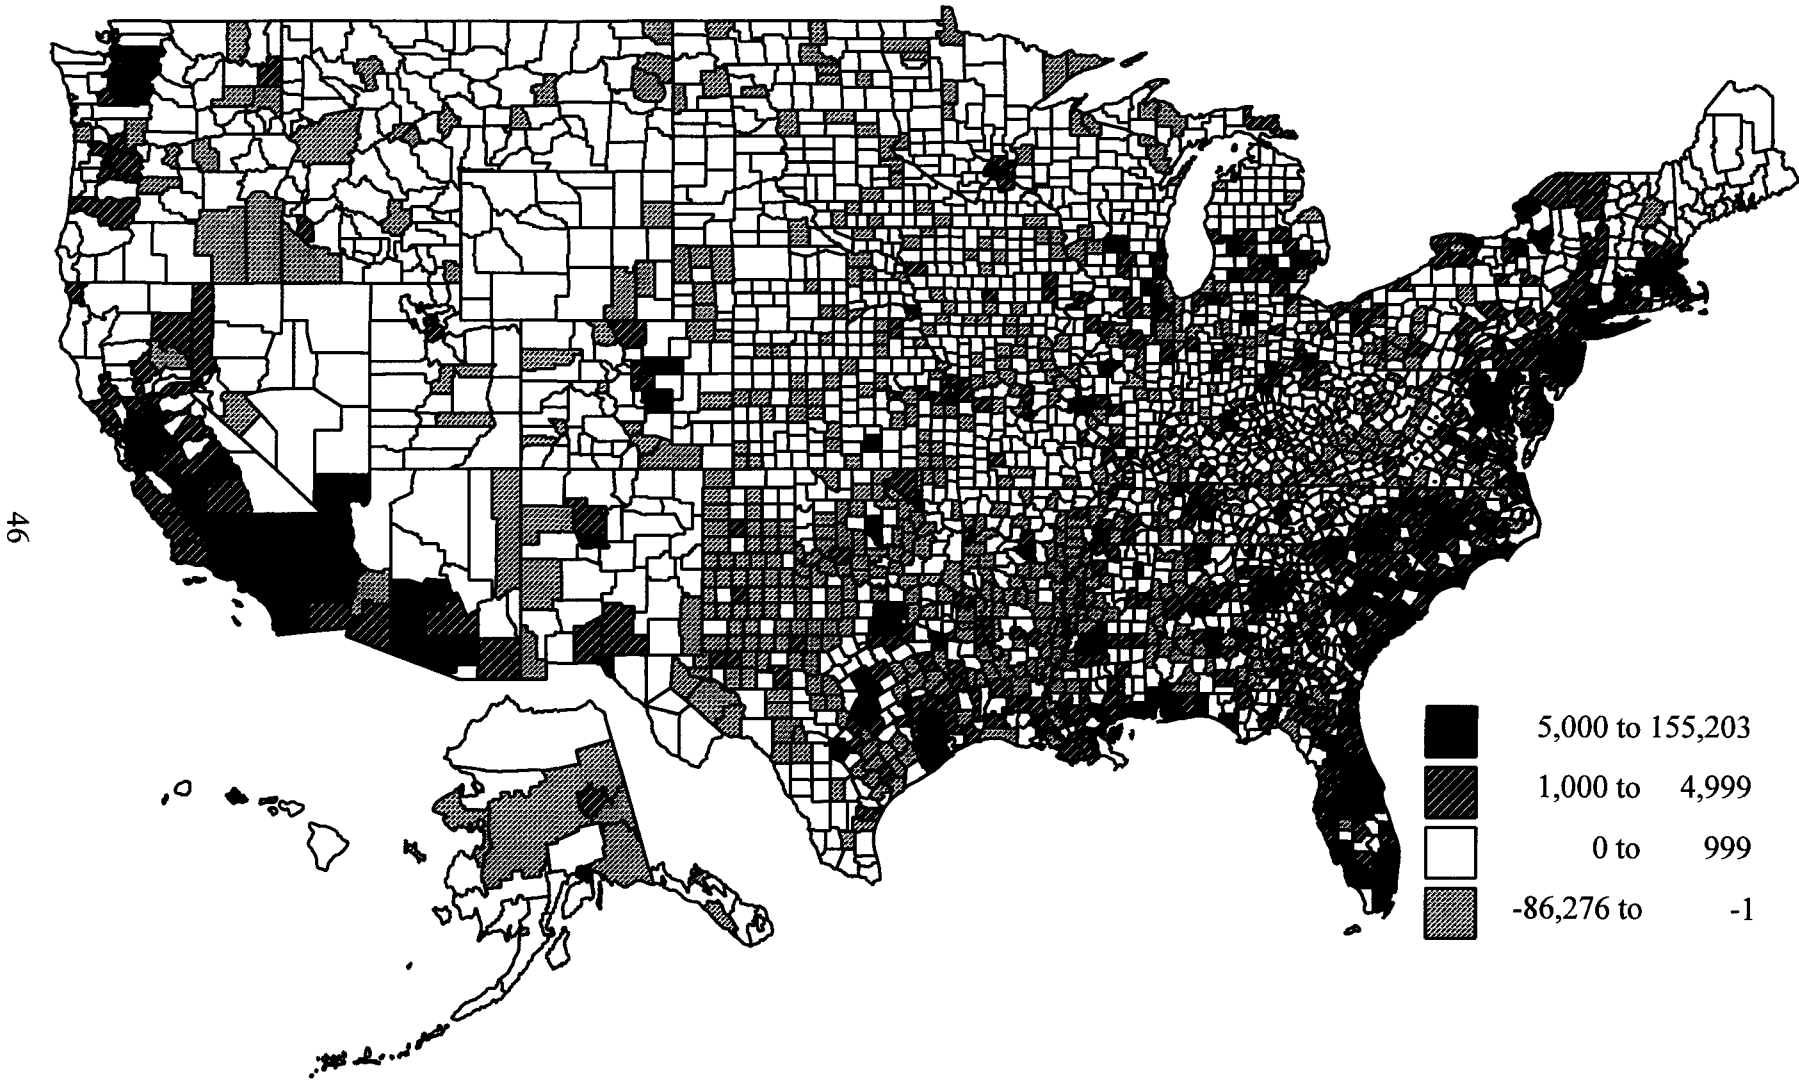 46
5,000 to 155,203
1,000 to 4,999
0 to 999
-86,276 to -1